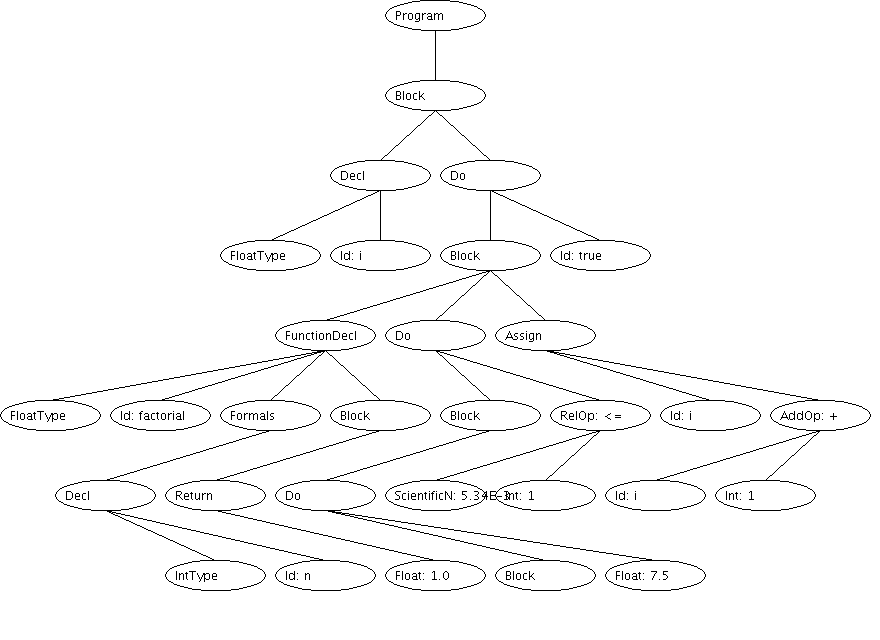 Program
Block
Decl Do
FloatType Id: i Block Id: true
FunctionDecl Do Assign
FloatType Id: factorial Formals Block Block RelOp: <= Id: i AddOp: +
Decl Return Do ScientificN: 5.34E-3 Int: 1 Id: i Int: 1
IntType Id: n Float: 1.0 Block Float: 7.5